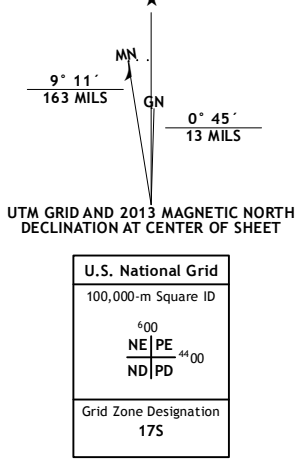 MN
GN
9° 11´
163 MILS
0° 45´
13 MILS
UTM GRID AND 2013 MAGNETIC NORTH
DECLINATION AT CENTER OF SHEET
U.S. National Grid
100,000-m Square ID
⁶00
NE PE
⁴⁴00
ND PD
Grid Zone Designation
17S